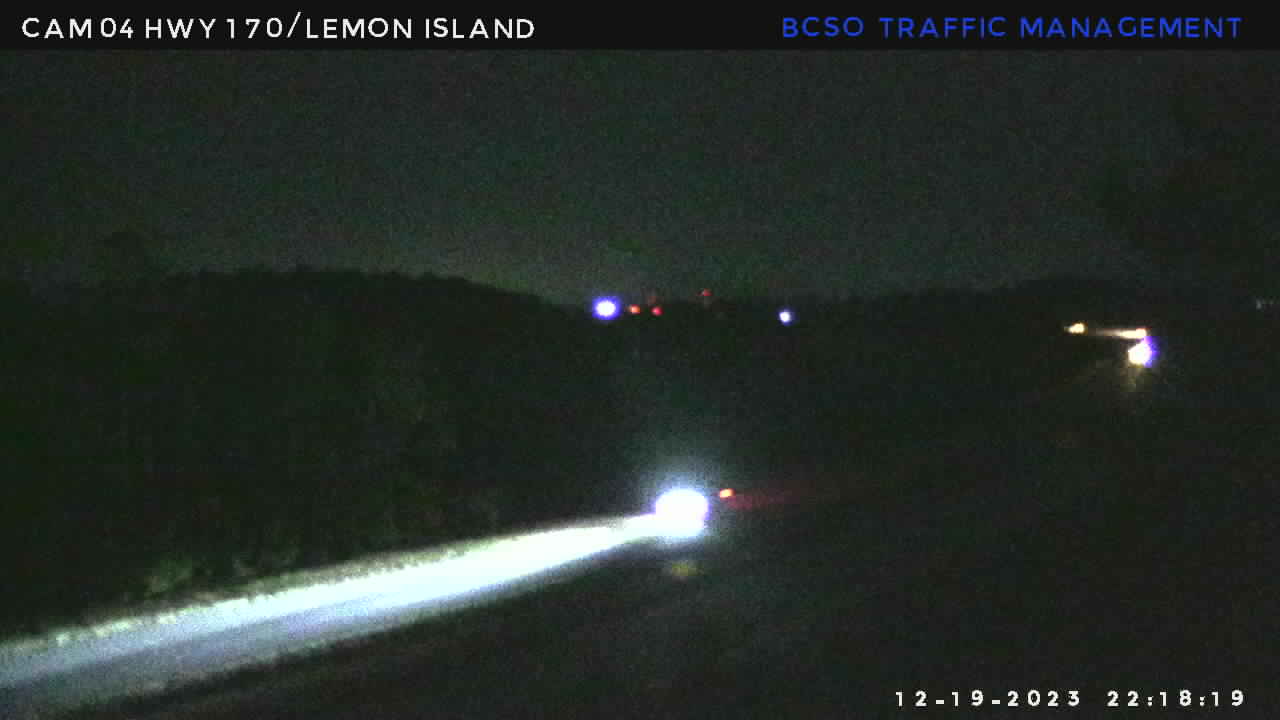 CAM04 HWY 170/LEMON ISLAND
BCSO TRAFFIC MANAGEMENT
12-19-2023 22:18:19